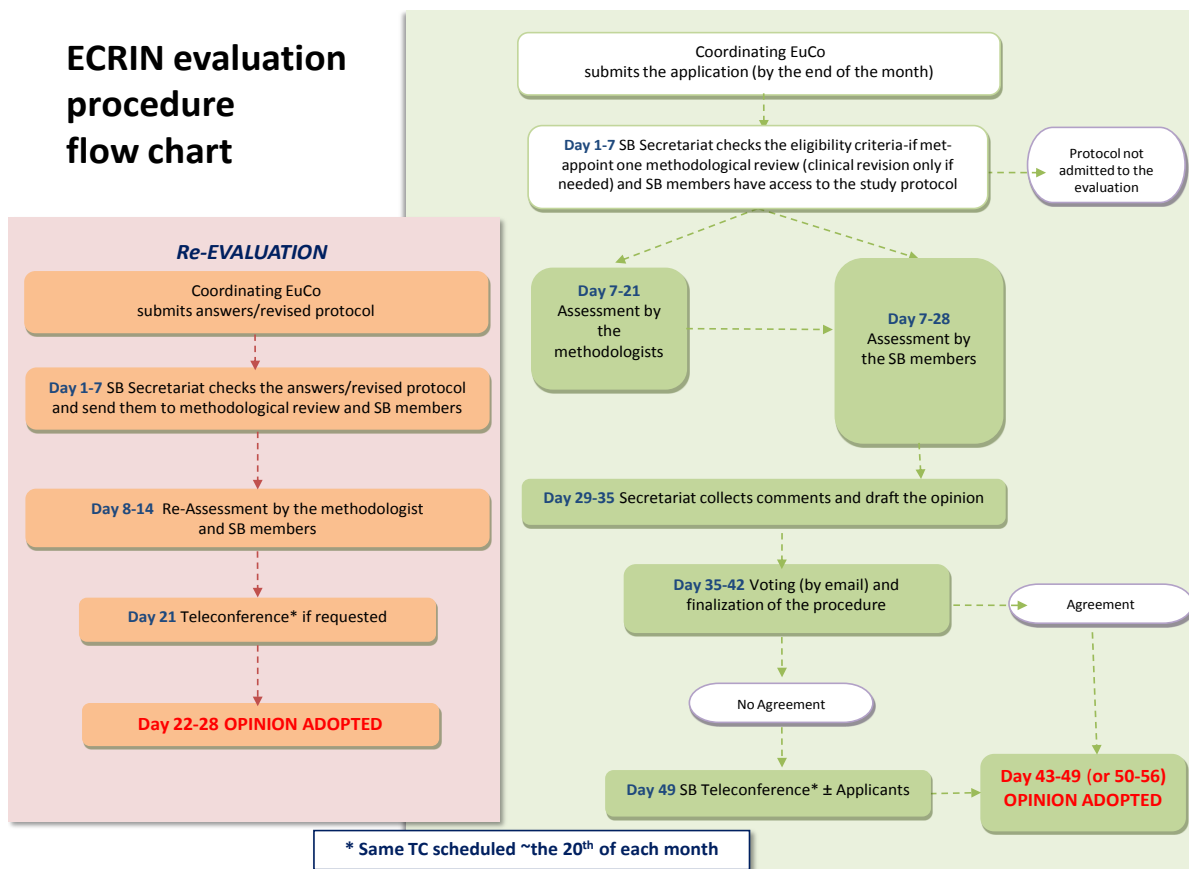 ECRIN evaluation
procedure
flow chart
Coordinating EuCo
submits the application (by the end of the month)
Day 1-7 SB Secretariat checks the eligibility criteria-if met-
appoint one methodological review (clinical revision only if
needed) and SB members have access to the study protocol
Protocol not
admitted to the
evaluation
Day 7-21
Assessment by
the
methodologists
Day 7-28
Assessment by
the SB members
Day 29-35 Secretariat collects comments and draft the opinion
Day 35-42 Voting (by email) and
finalization of the procedure
Agreement
No Agreement
Day 49 SB Teleconference* ± Applicants
Day 43-49 (or 50-56)
OPINION ADOPTED
Re-EVALUATION
Coordinating EuCo
submits answers/revised protocol
Day 1-7 SB Secretariat checks the answers/revised protocol
and send them to methodological review and SB members
Day 8-14 Re-Assessment by the methodologist
and SB members
Day 21 Teleconference* if requested
Day 22-28 OPINION ADOPTED
* Same TC scheduled ~the 20th of each month